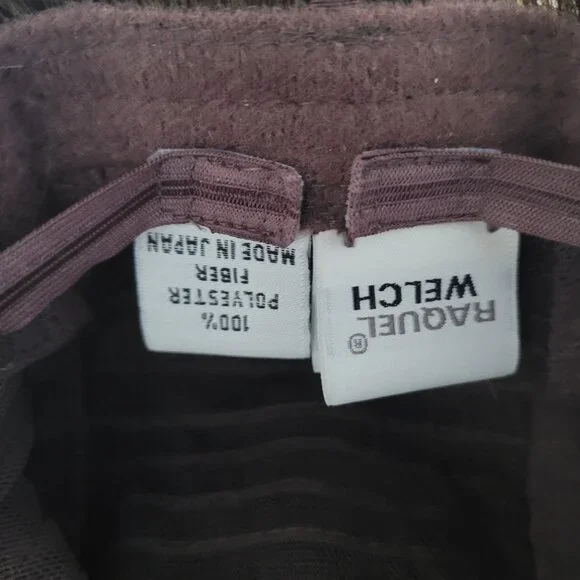 100%
POLYESTER
FIBER
MADE IN JAPAN
RAQUEL®
WELCH